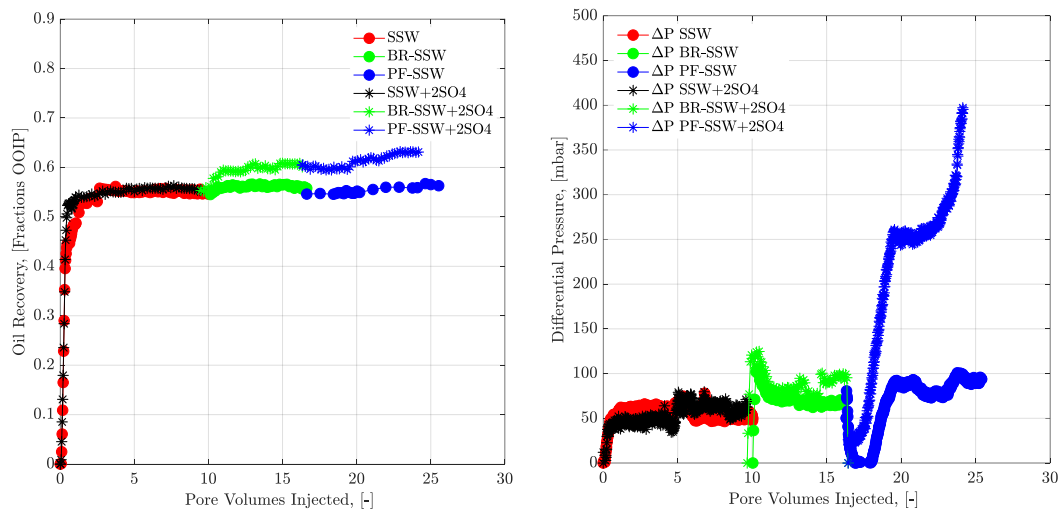 0.9
0.8
0.7
0.6
0.5
0.4
0.3
0.2
0.1
0
0
5
10
15
20
25
30
Oil Recovery, [Fractions OOIP]
Pore Volumes Injected, [-]
SSW
BR-SSW
PF-SSW
SSW+2SO4
BR-SSW+2SO4
PF-SSW+2SO4
500
450
400
350
300
250
200
150
100
50
0
0
5
10
15
20
25
30
Differential Pressure, [mbar]
Pore Volumes Injected, [-]
ΔP SSW
ΔP BR-SSW
ΔP PF-SSW
ΔP SSW+2SO4
ΔP BR-SSW+2SO4
ΔP PF-SSW+2SO4